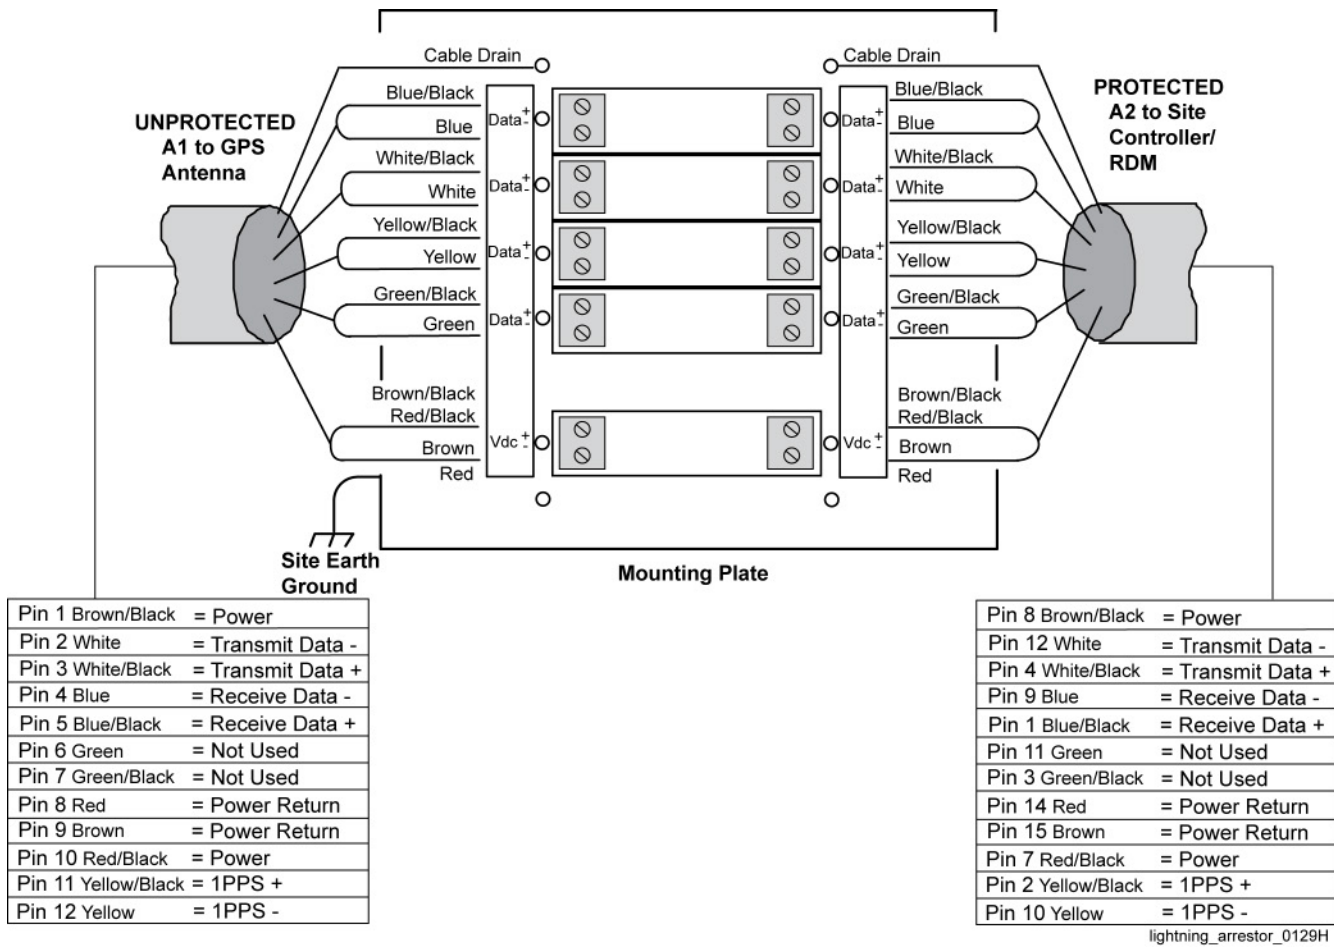 Cable Drain
Blue/Black
Blue
White/Black
White
Yellow/Black
Yellow
Green/Black
Green
Brown/Black
Red/Black
Brown
Red
UNPROTECTED
A1 to GPS
Antenna
Data + -
Data + -
Data + -
Data + -
Vdc + -
Data + -
Data + -
Data + -
Data + -
Vdc + -
Cable Drain
Blue/Black
Blue
White/Black
White
Yellow/Black
Yellow
Green/Black
Green
Brown/Black
Red/Black
Brown
Red
PROTECTED
A2 to Site
Controller/
RDM
Site Earth
Ground
Mounting Plate
Pin 1 Brown/Black = Power
Pin 2 White = Transmit Data -
Pin 3 White/Black = Transmit Data +
Pin 4 Blue = Receive Data -
Pin 5 Blue/Black = Receive Data +
Pin 6 Green = Not Used
Pin 7 Green/Black = Not Used
Pin 8 Red = Power Return
Pin 9 Brown = Power Return
Pin 10 Red/Black = Power
Pin 11 Yellow/Black = 1PPS +
Pin 12 Yellow = 1PPS -
Pin 8 Brown/Black = Power
Pin 12 White = Transmit Data -
Pin 4 White/Black = Transmit Data +
Pin 9 Blue = Receive Data -
Pin 1 Blue/Black = Receive Data +
Pin 11 Green = Not Used
Pin 3 Green/Black = Not Used
Pin 14 Red = Power Return
Pin 15 Brown = Power Return
Pin 7 Red/Black = Power
Pin 2 Yellow/Black = 1PPS +
Pin 10 Yellow = 1PPS -
lightning_arrestor_0129H